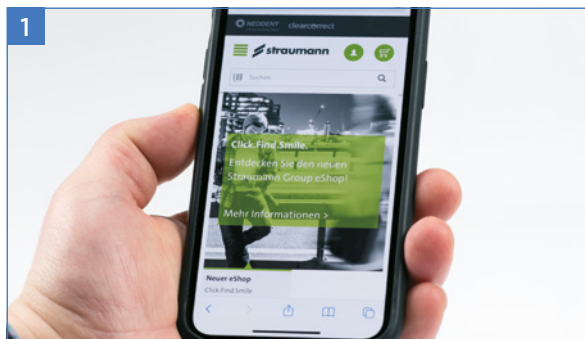 1
NEODENT clearcorrect
straumann
Suchen
Click.Find.Smile.
Entdecken Sie den neuen
Straumann Group eShop!
Mehr Informationen >
Neuer eShop
Click.Find.Smile